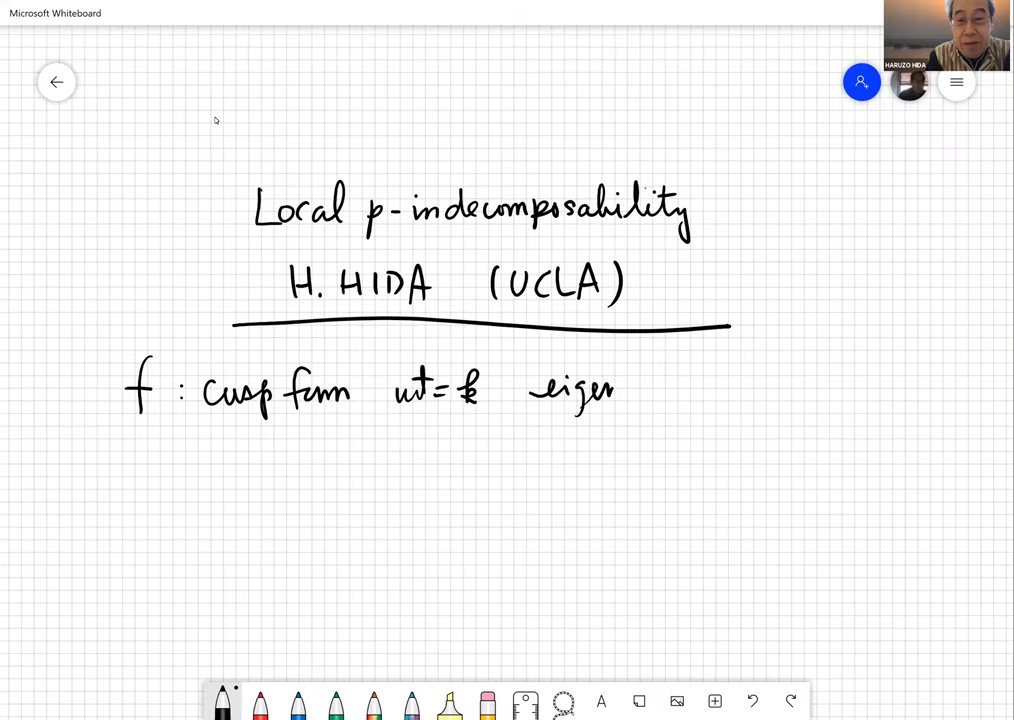 Microsoft Whiteboard
HARUZO HIDA
Local p-indecomposability
H. HIDA (UCLA)
f : cusp form wt = k eigen
A